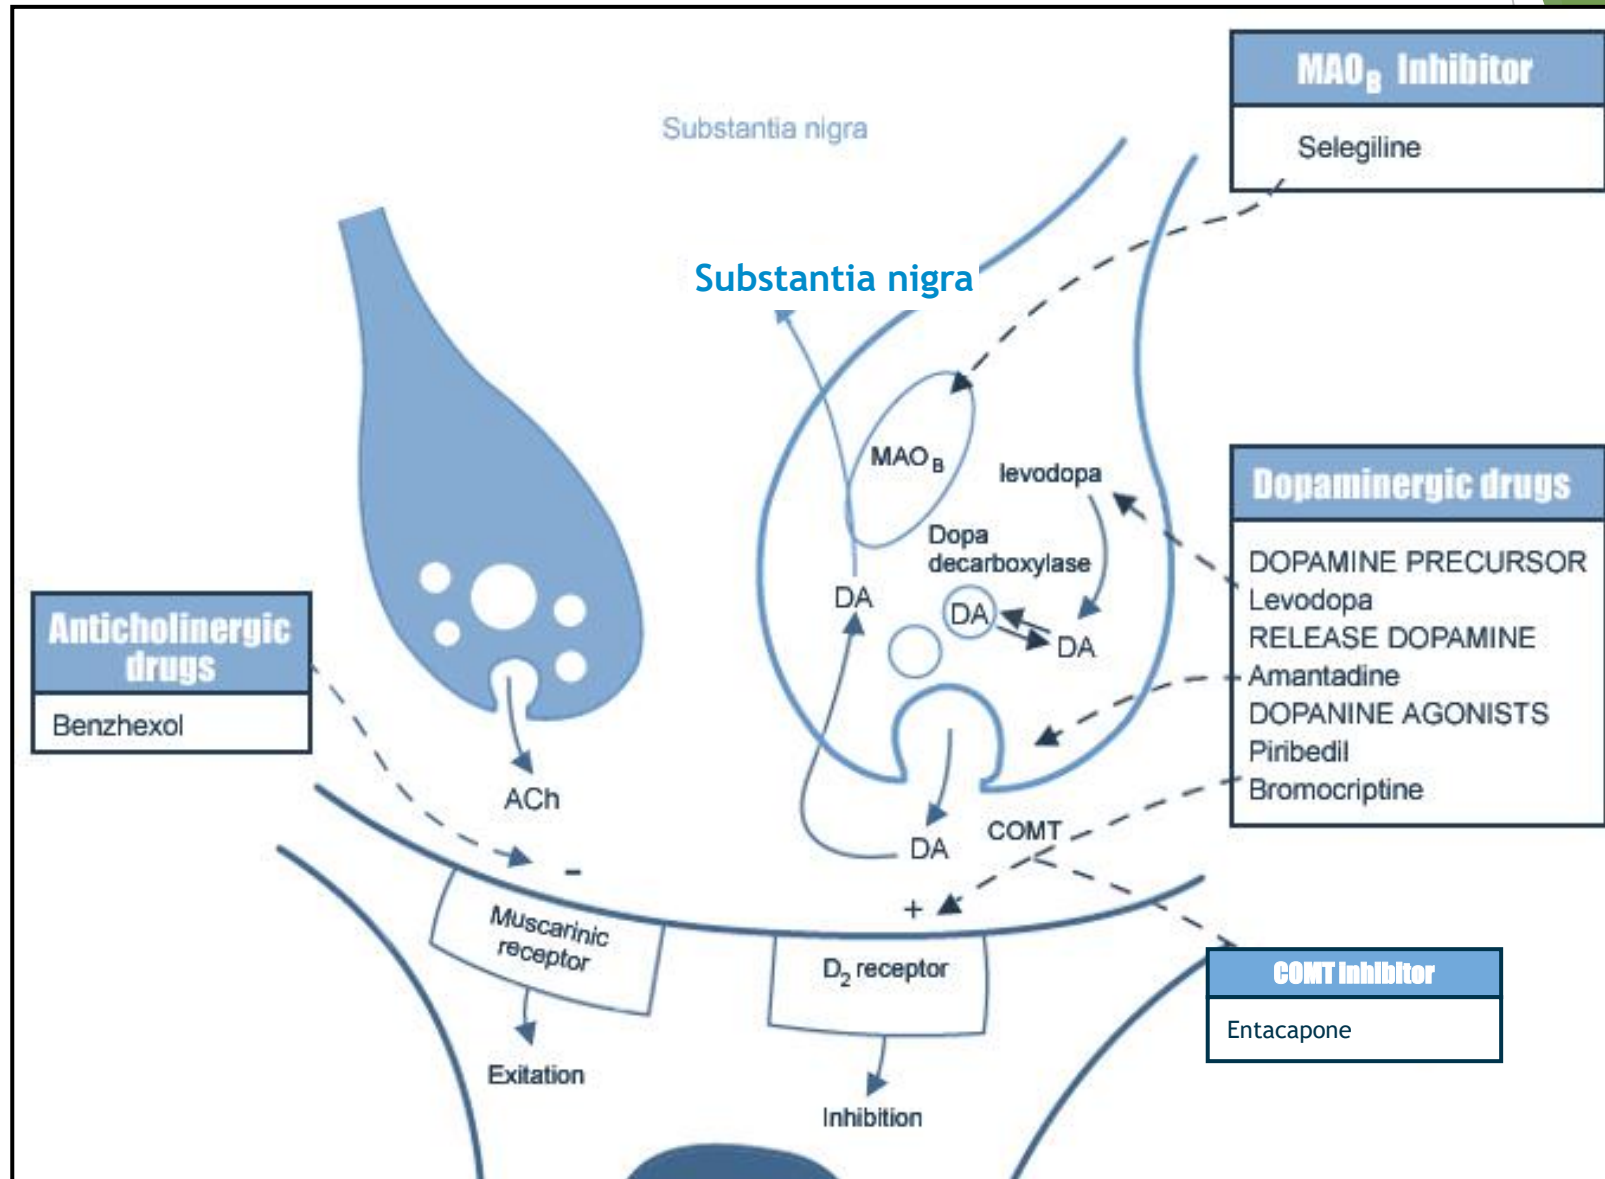 MAOB Inhibitor
Selegiline
Substantia nigra
Substantia nigra
MAO B
levodopa
Dopa
decarboxylase
DA
DA
DA
Dopaminergic drugs
DOPAMINE PRECURSOR
Levodopa
RELEASE DOPAMINE
Amantadine
DOPANINE AGONISTS
Piribedil
Bromocriptine
Anticholinergic
drugs
Benzhexol
ACh
DA
COMT
-
+
Muscarinic
receptor
D2 receptor
Exitation
Inhibition
COMT Inhibitor
Entacapone